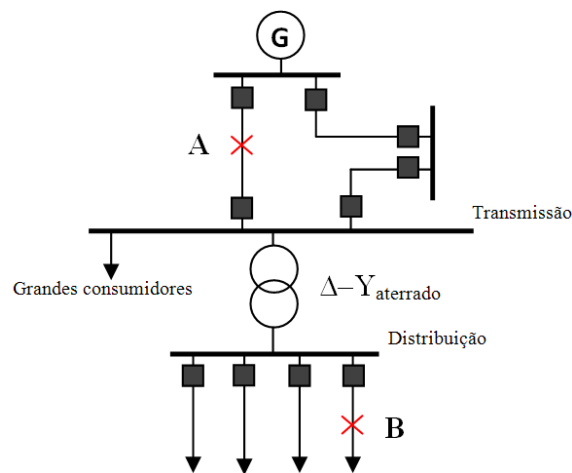 G
A
Transmissão
Grandes consumidores
Δ–Yaterrado
Distribuição
B